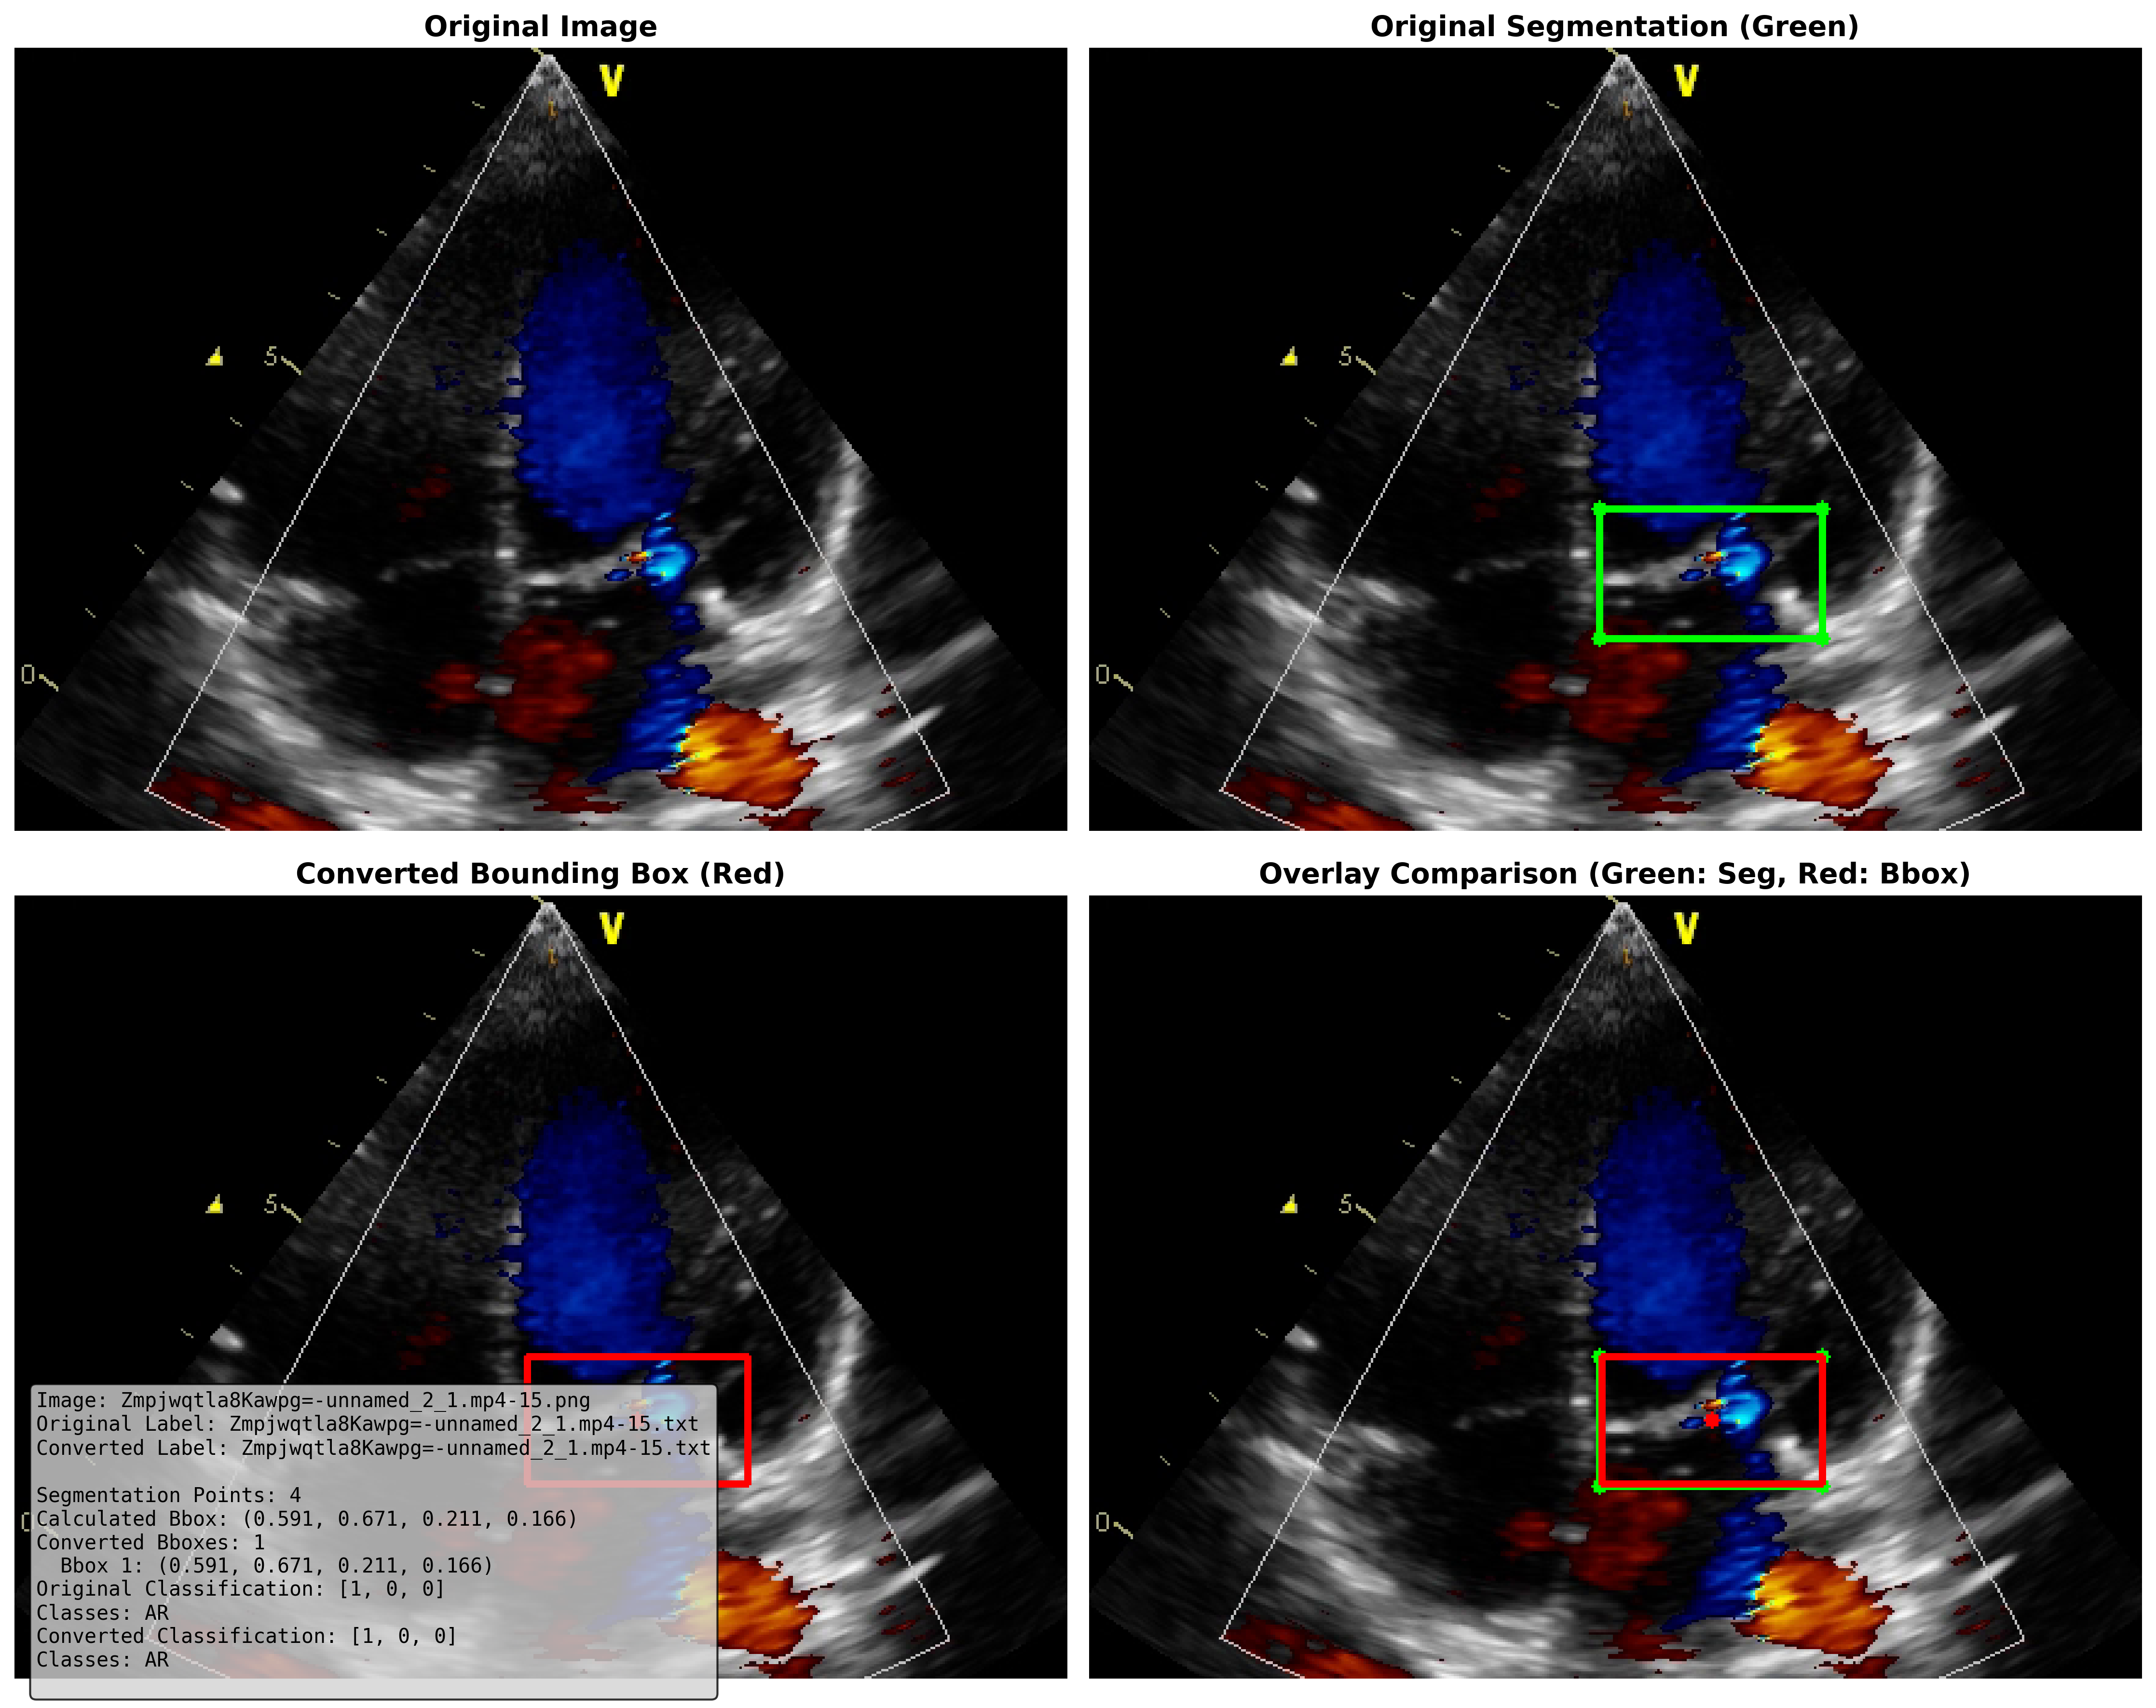 Original Image
Original Segmentation (Green)
V
5
0
V
5
0
Converted Bounding Box (Red)
Overlay Comparison (Green: Seg, Red: Bbox)
V
5
0
V
5
0
Image: Zmpjwqtla8Kawpg=-unnamed_2_1.mp4-15.png
Original Label: Zmpjwqtla8Kawpg=-unnamed_2_1.mp4-15.txt
Converted Label: Zmpjwqtla8Kawpg=-unnamed_2_1.mp4-15.txt
Segmentation Points: 4
Calculated Bbox: (0.591, 0.671, 0.211, 0.166)
Converted Bboxes: 1
Bbox 1: (0.591, 0.671, 0.211, 0.166)
Original Classification: [1, 0, 0]
Classes: AR
Converted Classification: [1, 0, 0]
Classes: AR